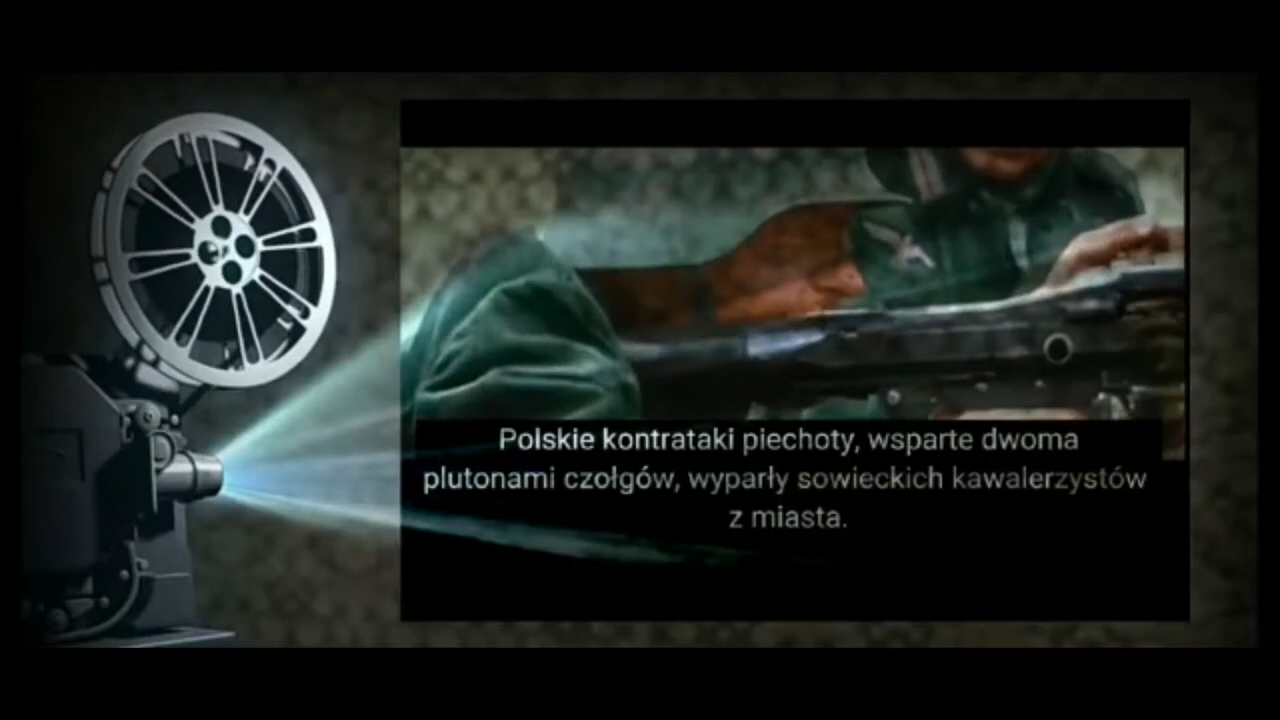 Polskie kontrataki piechoty, wsparte dwoma
plutonami czołgów, wyparły sowieckich kawalerzystów
z miasta.